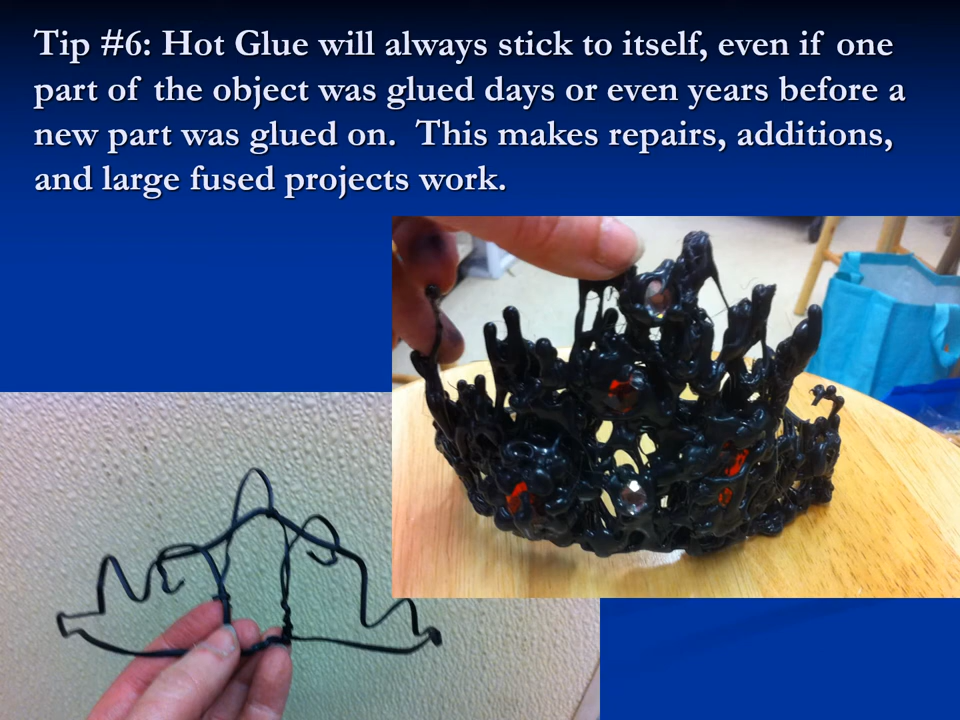 Tip #6: Hot Glue will always stick to itself, even if one
part of the object was glued days or even years before a
new part was glued on.  This makes repairs, additions,
and large fused projects work.